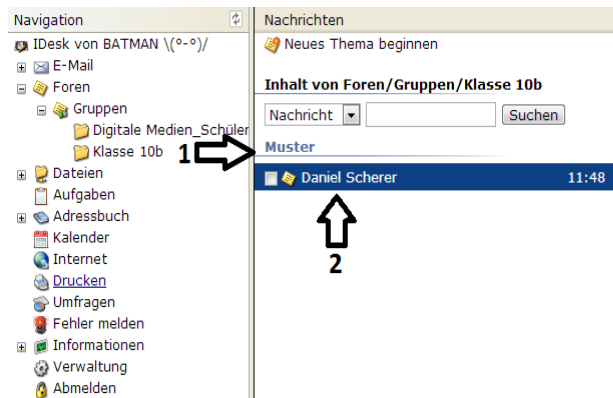 Navigation
IDesk von BATMAN \(°-°)/
E-Mail
Foren
Gruppen
Digitale Medien_Schüler
Klasse 10b
Dateien
Aufgaben
Adressbuch
Kalender
Internet
Drucken
Umfragen
Fehler melden
Informationen
Verwaltung
Abmelden
Nachrichten
Neues Thema beginnen
Inhalt von Foren/Gruppen/Klasse 10b
Nachricht Suchen
1
Muster
Daniel Scherer 11:48
2